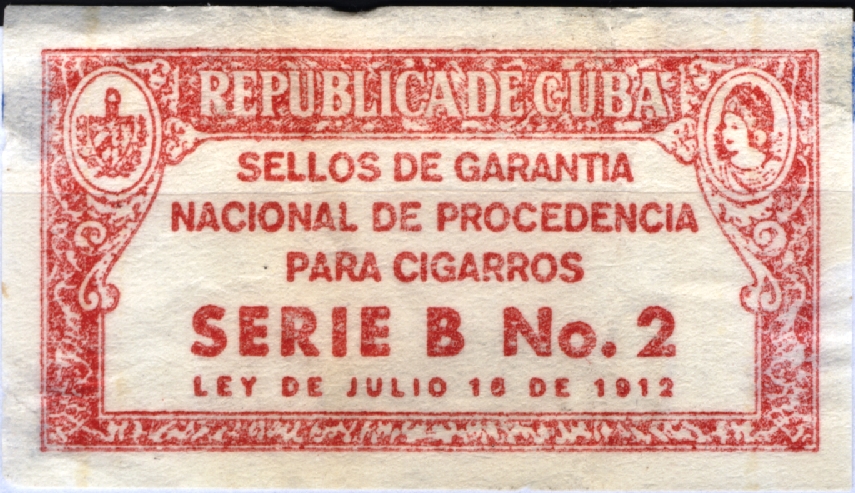 REPUBLICA DE CUBA
SELLOS DE GARANTIA
NACIONAL DE PROCEDENCIA
PARA CIGARROS
SERIE B No. 2
LEY DE JULIO 16 DE 1912